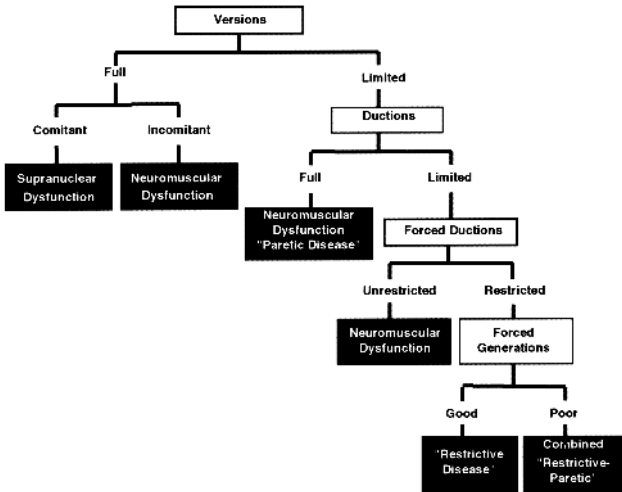 Versions
Full
Limited
Comitant
Incomitant
Ductions
Supranuclear
Dysfunction
Neuromuscular
Dysfunction
Full
Limited
Neuromuscular
Dysfunction
"Paretic Disease'
Forced Ductions
Unrestricted
Restricted
Neuromuscular
Dysfunction
Forced
Generations
Good
Poor
"Restrictive
Disease'
Combined
"Restrictive-
Paretic'